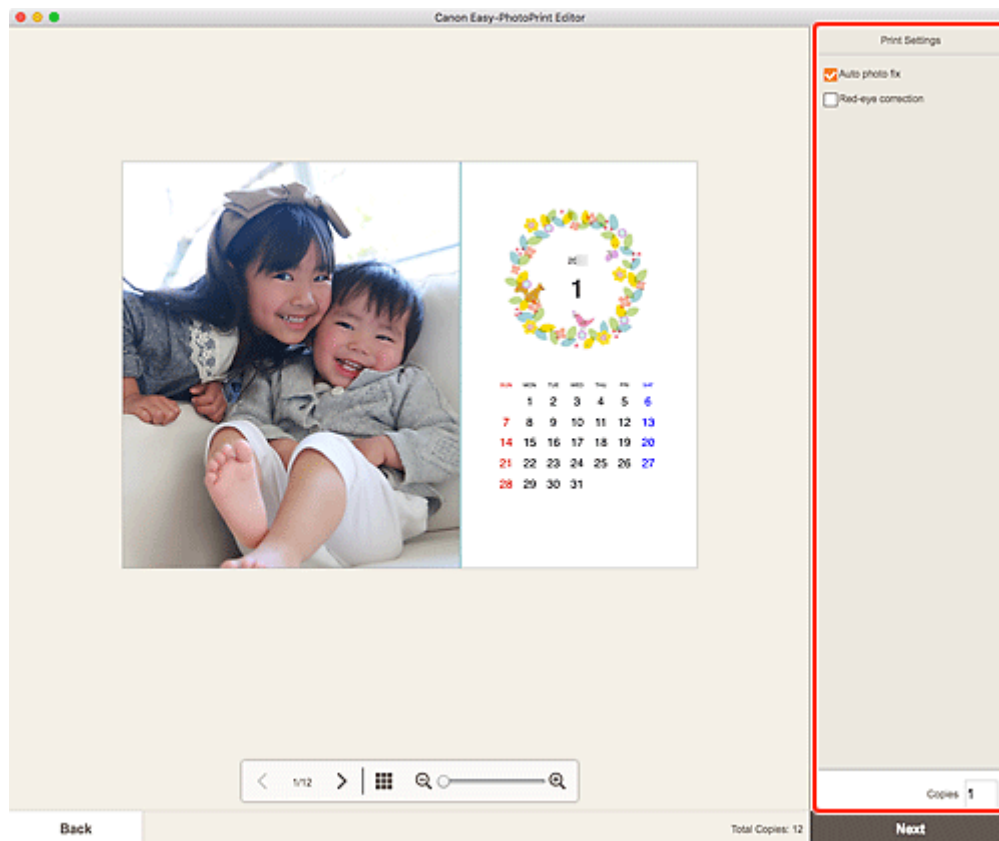 Canon Easy-PhotoPrint Editor
Print Settings
Auto photo fix
Red-eye correction
1
SUN MON TUE WED THU FRI SAT
1 2 3 4 5 6
7 8 9 10 11 12 13
14 15 16 17 18 19 20
21 22 23 24 25 26 27
28 29 30 31
1/12
Copies 1
Back
Total Copies: 12
Next